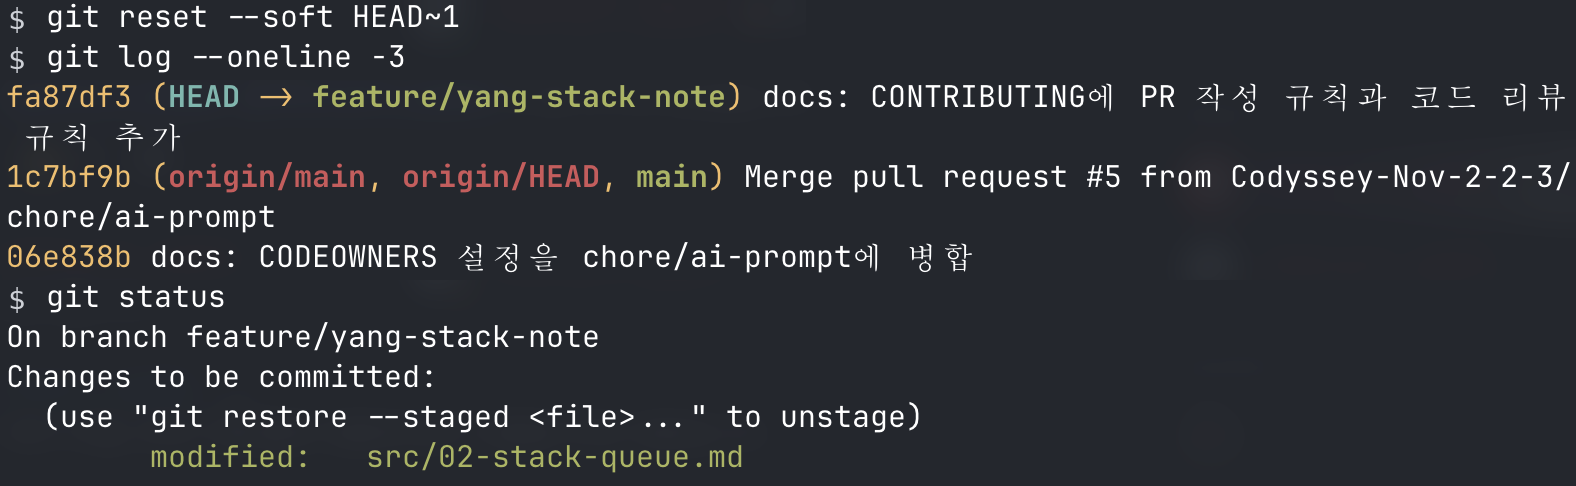 $ git reset --soft HEAD~1
$ git log --oneline -3
fa87df3 (HEAD -> feature/yang-stack-note) docs: CONTRIBUTING에 PR 작성 규칙과 코드 리뷰
규칙 추가
1c7bf9b (origin/main, origin/HEAD, main) Merge pull request #5 from Codyssey-Nov-2-2-3/
chore/ai-prompt
06e838b docs: CODEOWNERS 설정을 chore/ai-prompt에 병합
$ git status
On branch feature/yang-stack-note
Changes to be committed:
  (use "git restore --staged <file>..." to unstage)
        modified:   src/02-stack-queue.md